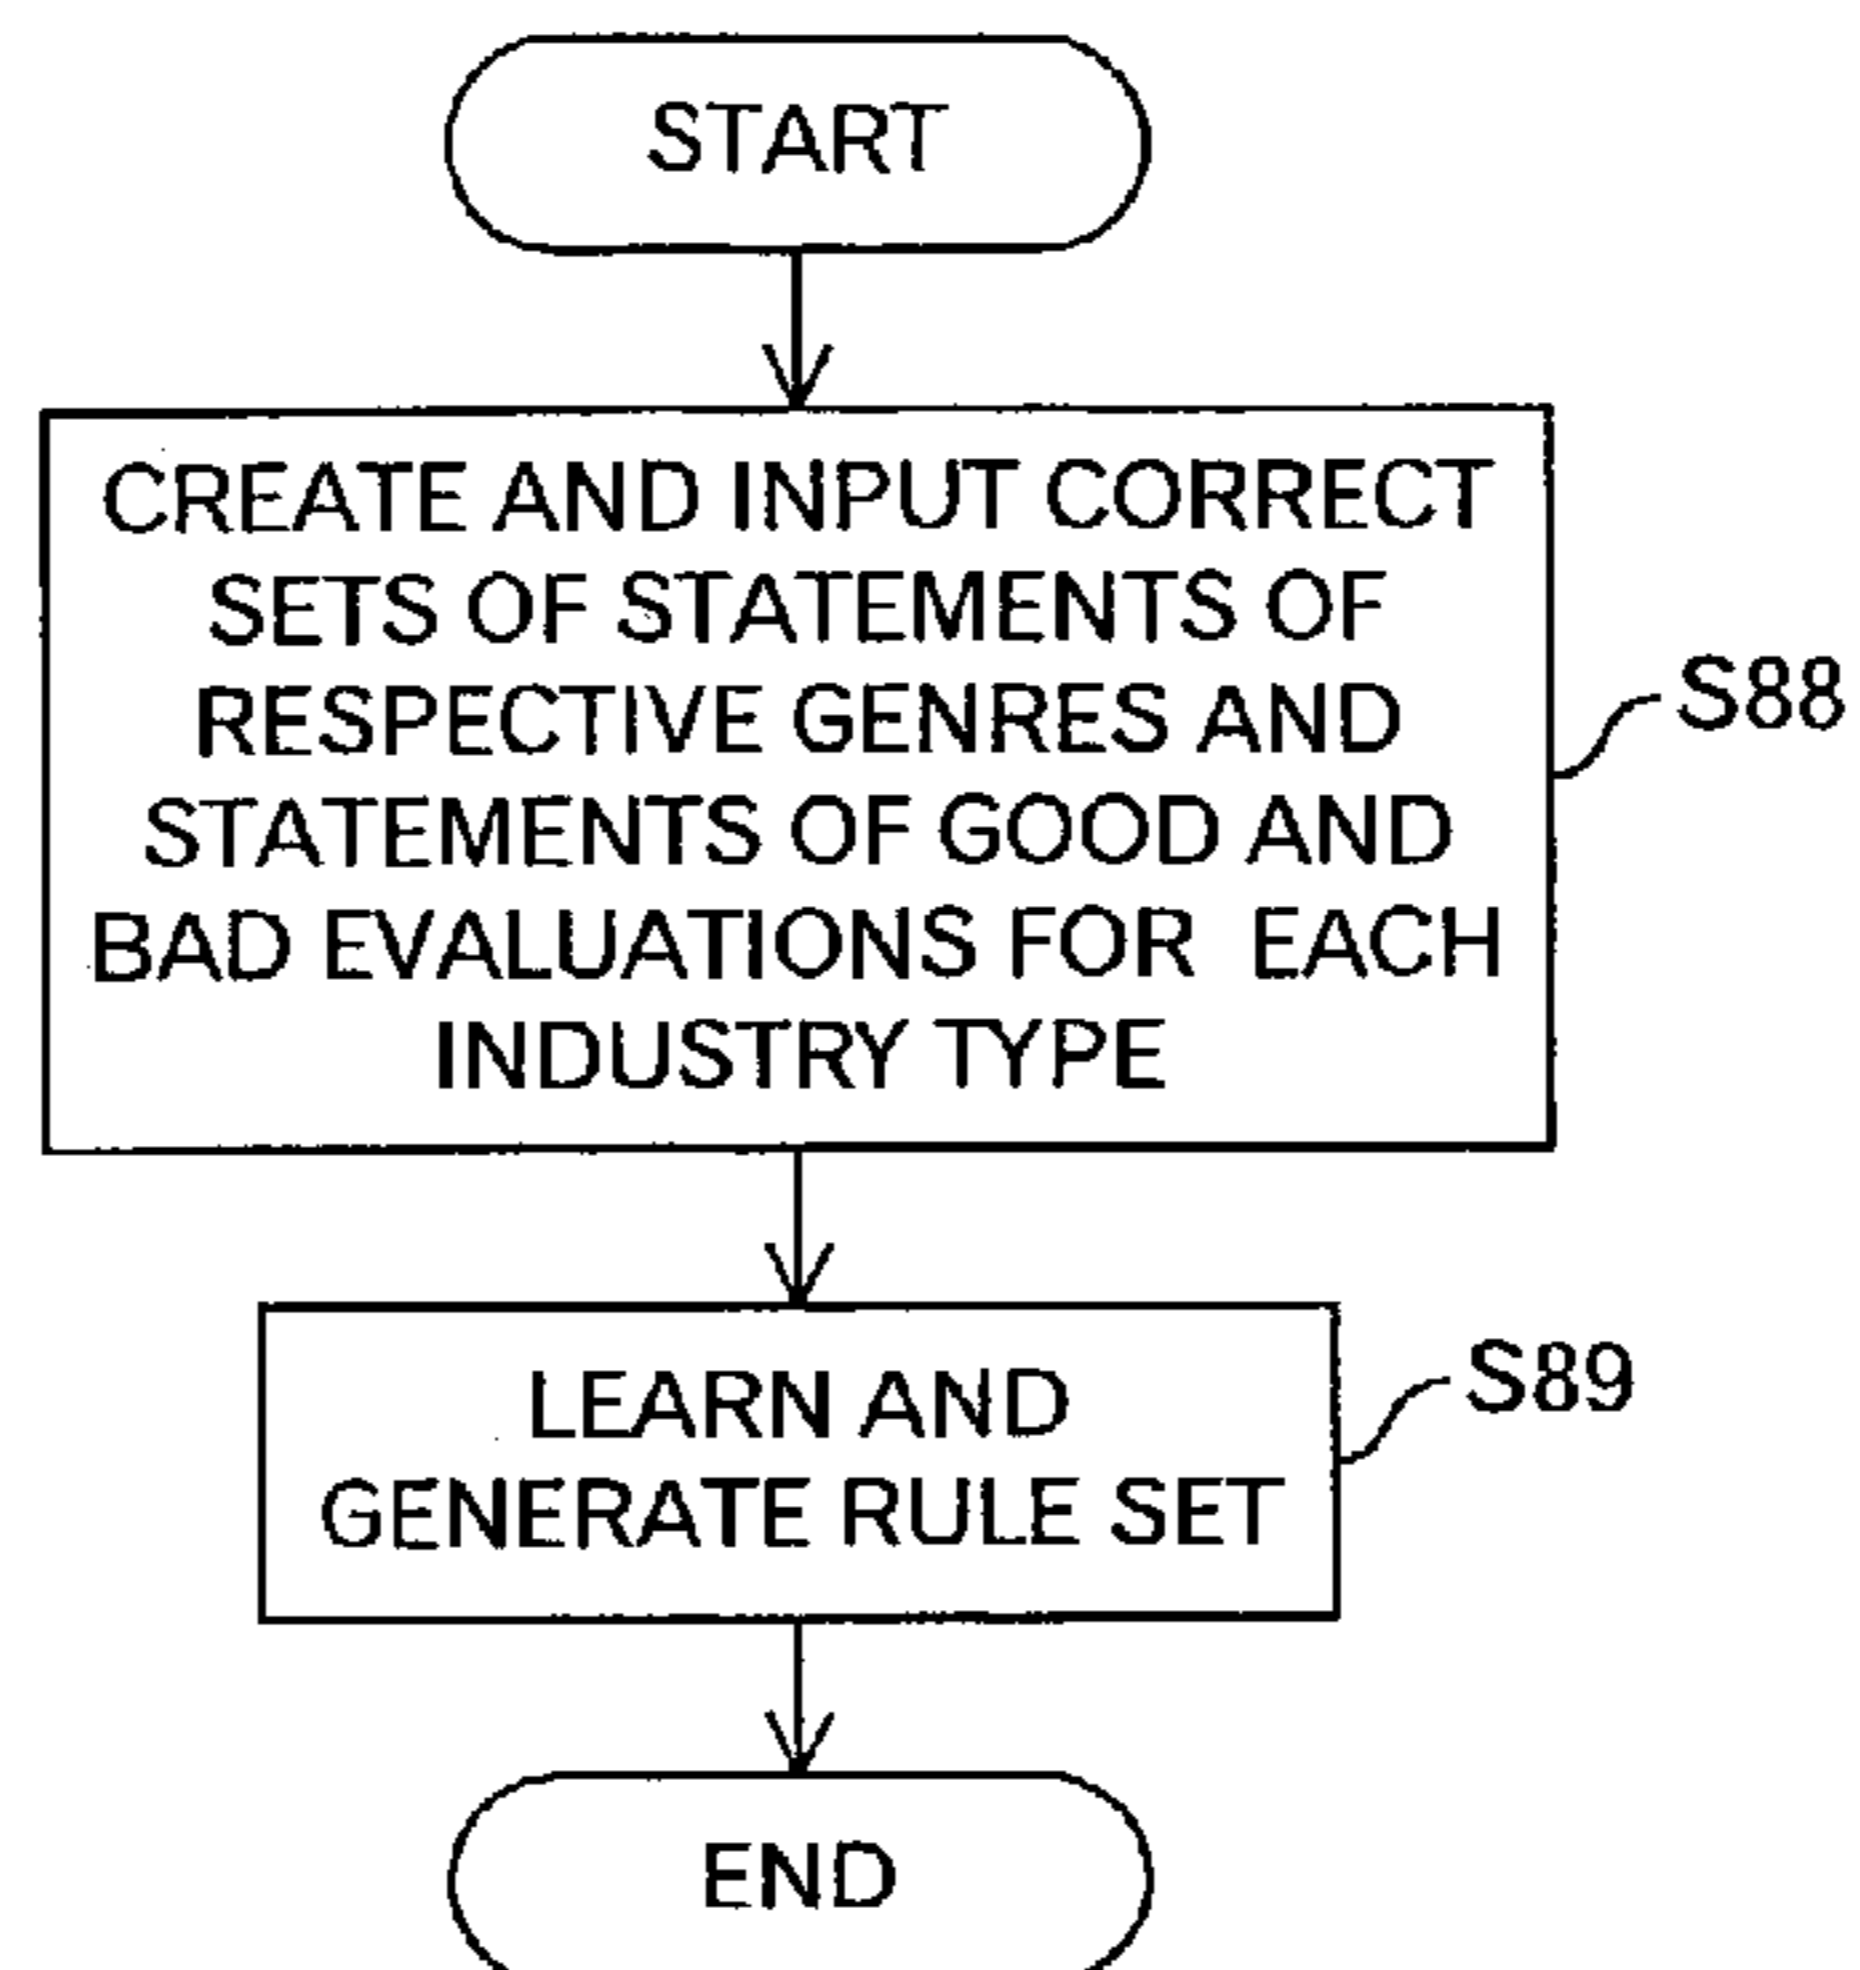 START
CREATE AND INPUT CORRECT
SETS OF STATEMENTS OF
RESPECTIVE GENRES AND
STATEMENTS OF GOOD AND
BAD EVALUATIONS FOR EACH
INDUSTRY TYPE
S88
LEARN AND
GENERATE RULE SET
S89
END